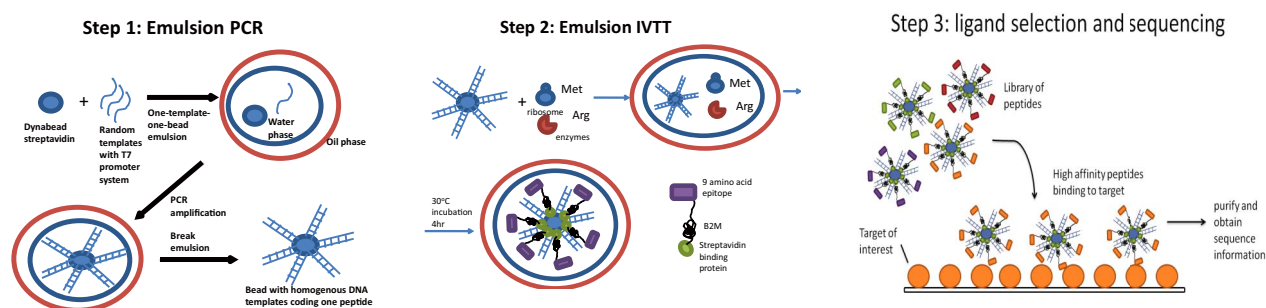 Step 1: Emulsion PCR
Dynabead
streptavidin
+
Random
templates
with T7
promoter
system
One-template-
one-bead
emulsion
Water
phase
Oil phase
PCR
amplification
Break
emulsion
Bead with homogenous DNA
templates coding one peptide
Step 2: Emulsion IVTT
+
Met
ribosome
Arg
enzymes
Met
Arg
30°C
incubation
4hr
9 amino acid
epitope
B2M
Streptavidin
binding
protein
Step 3: ligand selection and sequencing
Library of
peptides
High affinity peptides
binding to target
Target of
interest
purify and
obtain
sequence
information